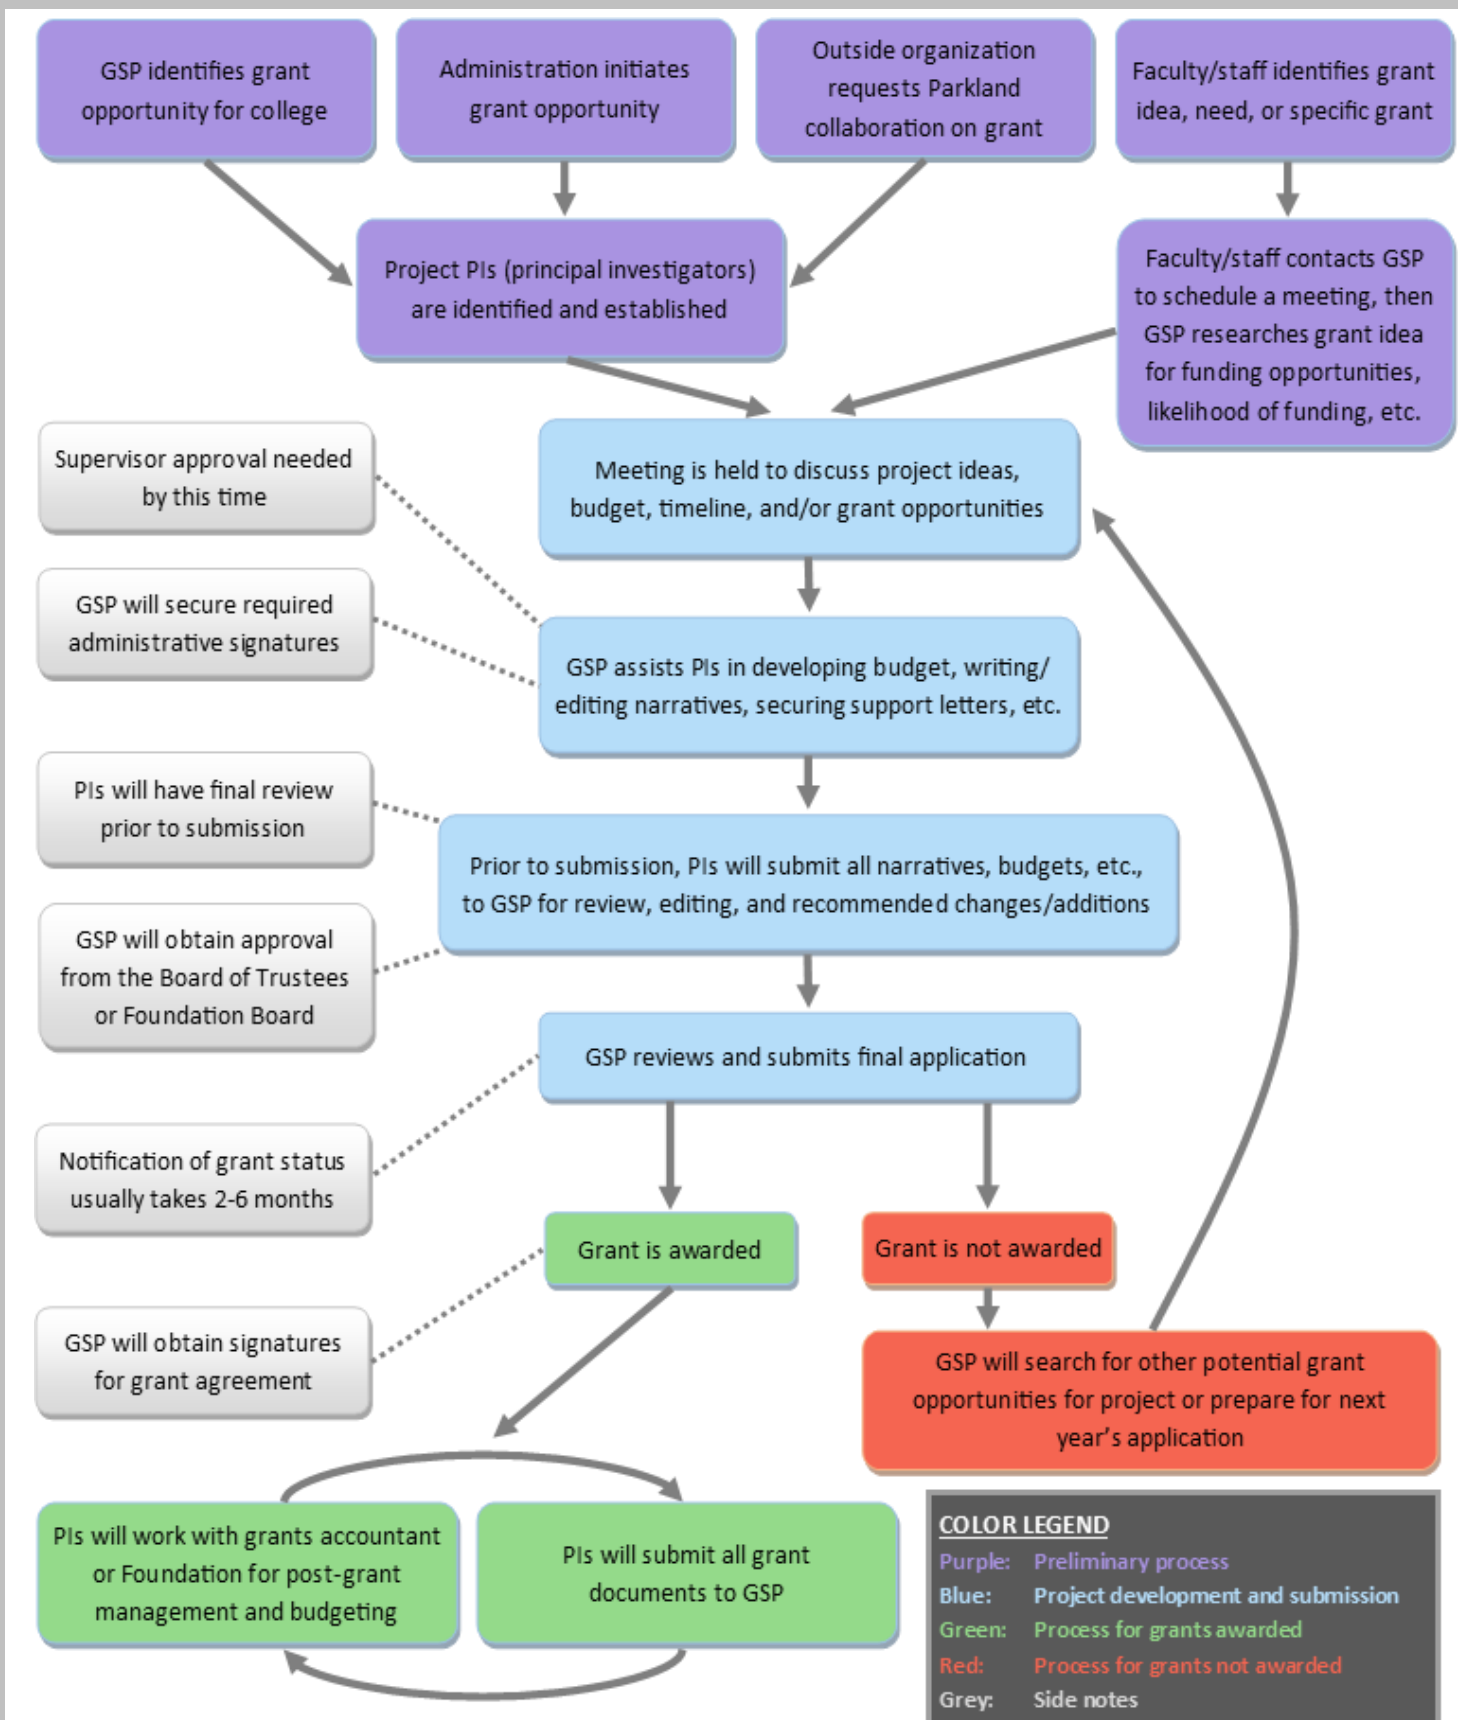 GSP identifies grant
opportunity for college
Administration initiates
grant opportunity
Outside organization
requests Parkland
collaboration on grant
Faculty/staff identifies grant
idea, need, or specific grant
Project PIs (principal investigators)
are identified and established
Faculty/staff contacts GSP
to schedule a meeting, then
GSP researches grant idea
for funding opportunities,
likelihood of funding, etc.
Supervisor approval needed
by this time
Meeting is held to discuss project ideas,
budget, timeline, and/or grant opportunities
GSP will secure required
administrative signatures
GSP assists PIs in developing budget, writing/
editing narratives, securing support letters, etc.
PIs will have final review
prior to submission
Prior to submission, PIs will submit all narratives, budgets, etc.,
to GSP for review, editing, and recommended changes/additions
GSP will obtain approval
from the Board of Trustees
or Foundation Board
GSP reviews and submits final application
Notification of grant status
usually takes 2-6 months
Grant is awarded
Grant is not awarded
GSP will obtain signatures
for grant agreement
GSP will search for other potential grant
opportunities for project or prepare for next
year’s application
PIs will work with grants accountant
or Foundation for post-grant
management and budgeting
PIs will submit all grant
documents to GSP
COLOR LEGEND
Purple: Preliminary process
Blue: Project development and submission
Green: Process for grants awarded
Red: Process for grants not awarded
Grey: Side notes